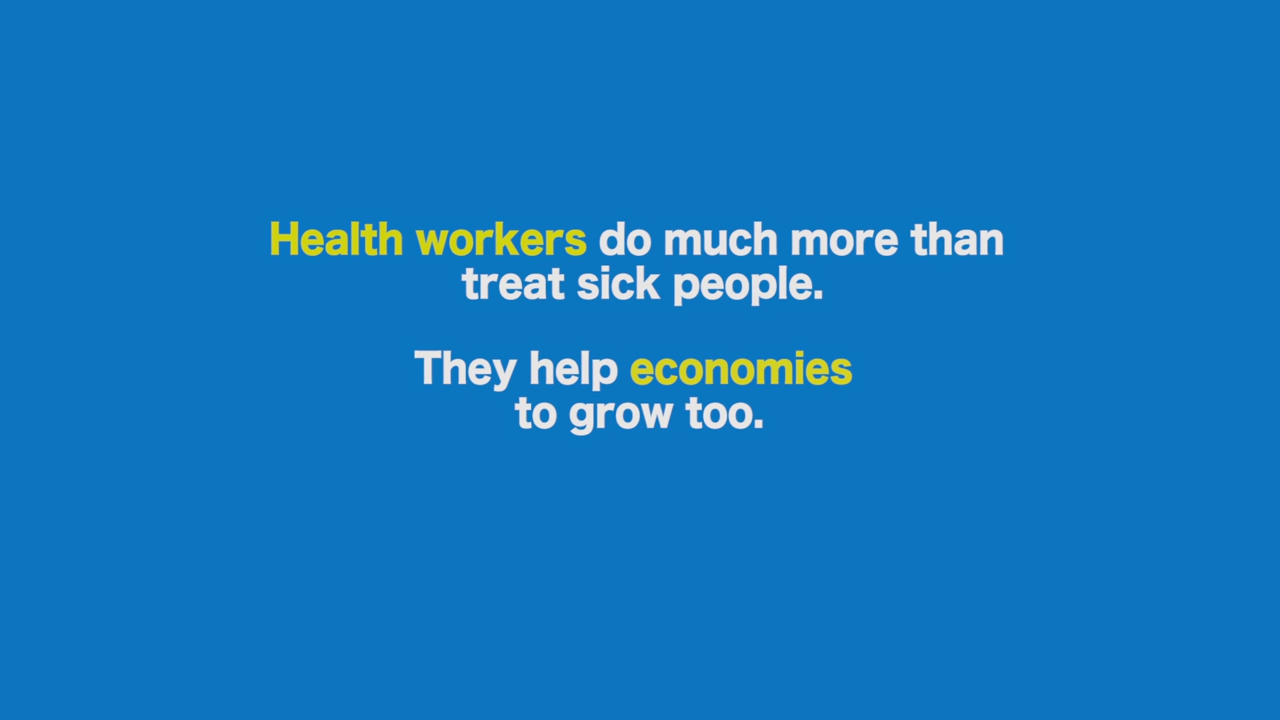 Health workers do much more than
treat sick people.
They help economies
to grow too.